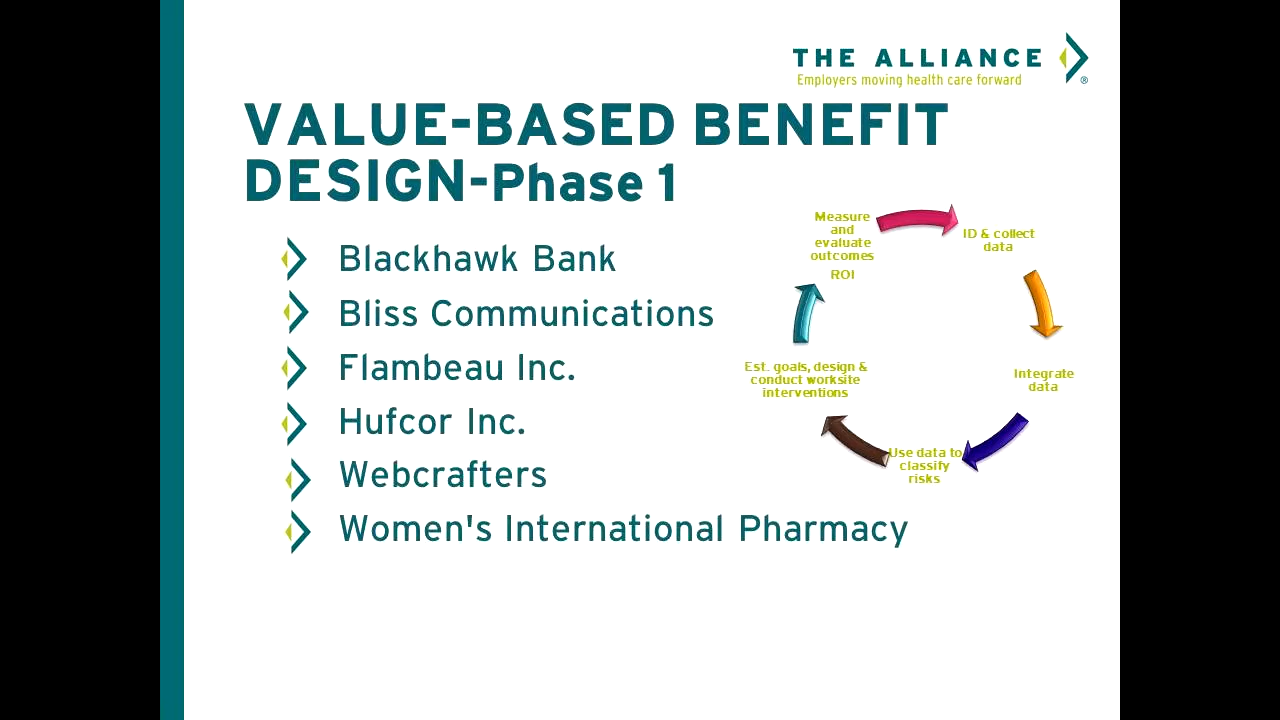 THE ALLIANCE
Employers moving health care forward
®
VALUE-BASED BENEFIT
DESIGN-Phase 1
Blackhawk Bank
Bliss Communications
Flambeau Inc.
Hufcor Inc.
Webcrafters
Women's International Pharmacy
Measure
and
evaluate
outcomes
ROI
ID & collect
data
Integrate
data
Use data to
classify
risks
Est. goals, design &
conduct worksite
interventions